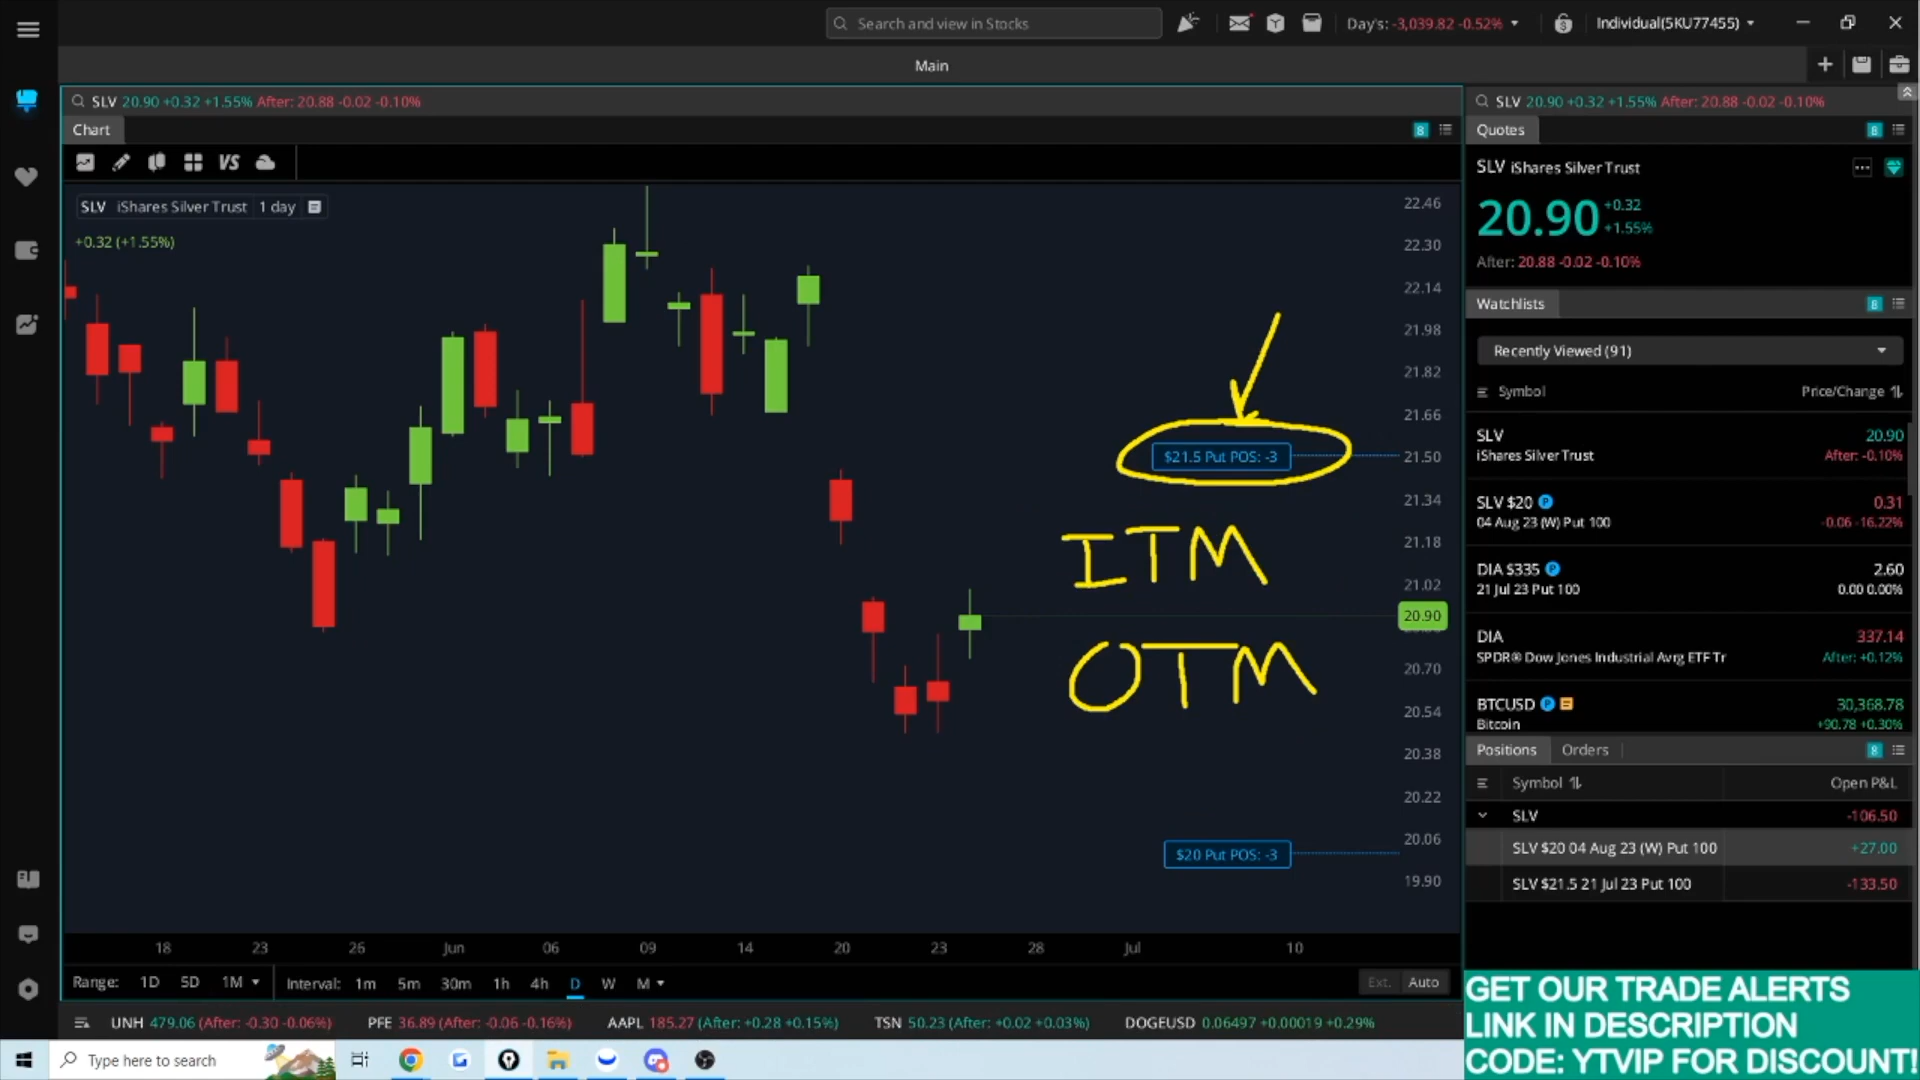 Search and view in Stocks
Day's: -3,039.82 -0.52%
Individual(5KU77455)
Main
SLV 20.90 +0.32 +1.55% After: 20.88 -0.02 -0.10%
Chart
8
VS
SLV iShares Silver Trust 1 day
+0.32 (+1.55%)
22.46
22.30
22.14
21.98
21.82
21.66
21.50
21.34
21.18
21.02
20.90
20.70
20.54
20.38
20.22
20.06
19.90
$21.5 Put POS: -3
ITM
OTM
$20 Put POS: -3
18 23 26 Jun 06 09 14 20 23 28 Jul 10
Range: 1D 5D 1M Interval: 1m 5m 30m 1h 4h D W M Ext. Auto
SLV 20.90 +0.32 +1.55% After: 20.88 -0.02 -0.10%
Quotes
8
SLV iShares Silver Trust
20.90
+0.32
+1.55%
After: 20.88 -0.02 -0.10%
Watchlists
8
Recently Viewed (91)
Symbol Price/Change
SLV 20.90
iShares Silver Trust After: -0.10%
SLV $20 P 0.31
04 Aug 23 (W) Put 100 -0.06 -16.22%
DIA $335 P 2.60
21 Jul 23 Put 100 0.00 0.00%
DIA 337.14
SPDR® Dow Jones Industrial Avrg ETF Tr After: +0.12%
BTCUSD P 30,368.78
Bitcoin +90.78 +0.30%
Positions Orders
8
Symbol Open P&L
SLV -106.50
SLV $20 04 Aug 23 (W) Put 100 +27.00
SLV $21.5 21 Jul 23 Put 100 -133.50
UNH 479.06 (After: -0.30 -0.06%) PFE 36.89 (After: -0.06 -0.16%) AAPL 185.27 (After: +0.28 +0.15%) TSN 50.23 (After: +0.02 +0.03%) DOGEUSD 0.06497 +0.00019 +0.29%
GET OUR TRADE ALERTS
LINK IN DESCRIPTION
CODE: YTVIP FOR DISCOUNT!
Type here to search